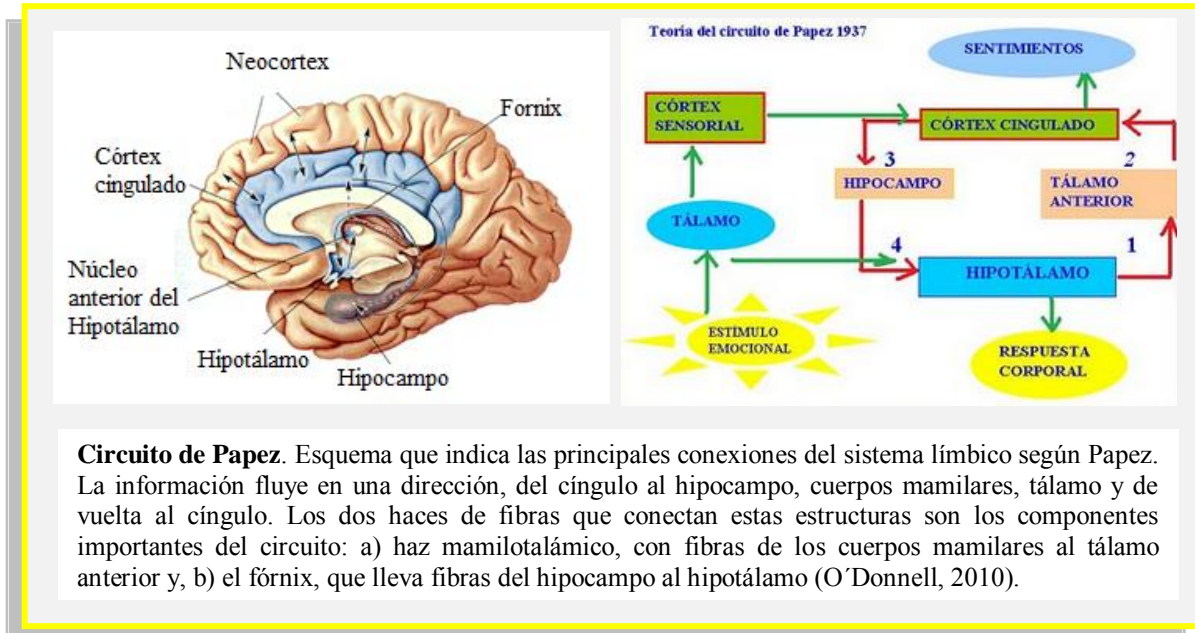 Neocortex
Fornix
Córtex
cingulado
Núcleo
anterior del
Hipotálamo
Hipotálamo
Hipocampo
Teoría del circuito de Papez 1937
SENTIMIENTOS
CÓRTEX
SENSORIAL
CÓRTEX CINGULADO
3
2
HIPOCAMPO
TÁLAMO
ANTERIOR
TÁLAMO
4
1
HIPOTÁLAMO
ESTÍMULO
EMOCIONAL
RESPUESTA
CORPORAL
Circuito de Papez. Esquema que indica las principales conexiones del sistema límbico según Papez.
La información fluye en una dirección, del cíngulo al hipocampo, cuerpos mamilares, tálamo y de
vuelta al cíngulo. Los dos haces de fibras que conectan estas estructuras son los componentes
importantes del circuito: a) haz mamilotalámico, con fibras de los cuerpos mamilares al tálamo
anterior y, b) el fórnix, que lleva fibras del hipocampo al hipotálamo (O´Donnell, 2010).